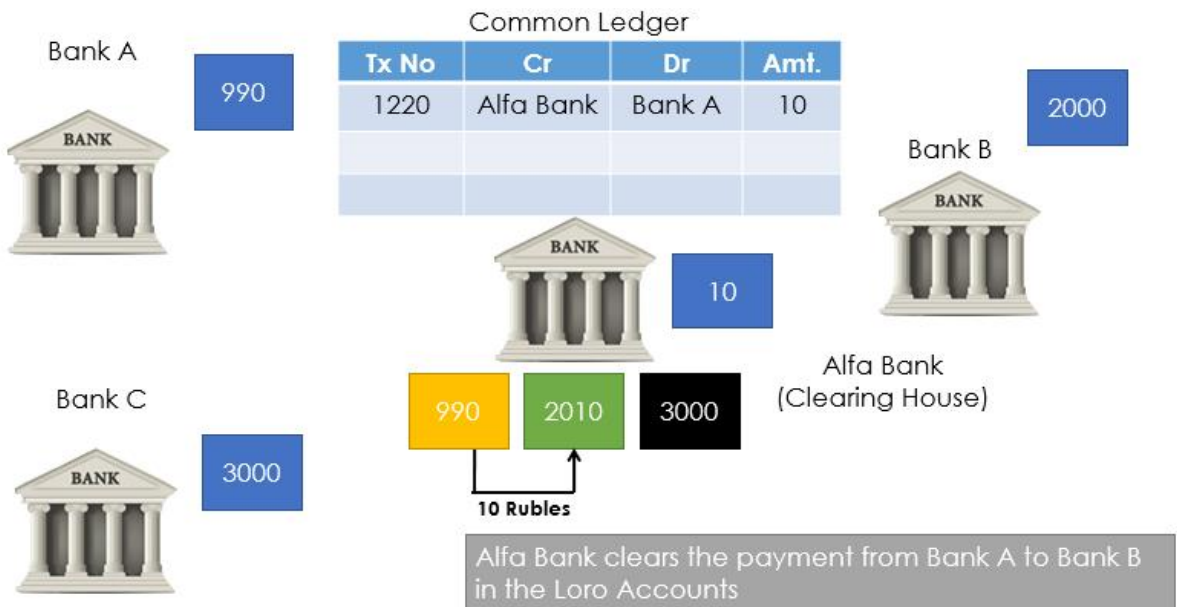 Common Ledger
Bank A
990
BANK
Tx No Cr Dr Amt.
1220 Alfa Bank Bank A 10
2000
Bank B
BANK
BANK
10
Alfa Bank
(Clearing House)
Bank C
3000
BANK
990 2010 3000
10 Rubles
Alfa Bank clears the payment from Bank A to Bank B
in the Loro Accounts